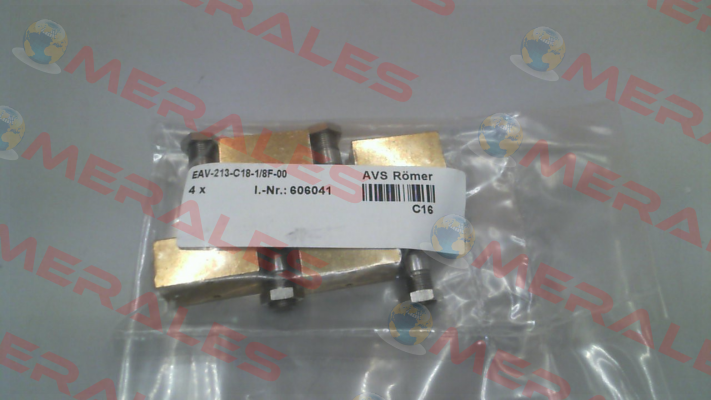 MERALES
MERALES
EAV-213-C18-1/8F-00
AVS Römer
4 x
I.-Nr.: 606041
C16
MERALES
MERALES
MERALES
MERALES